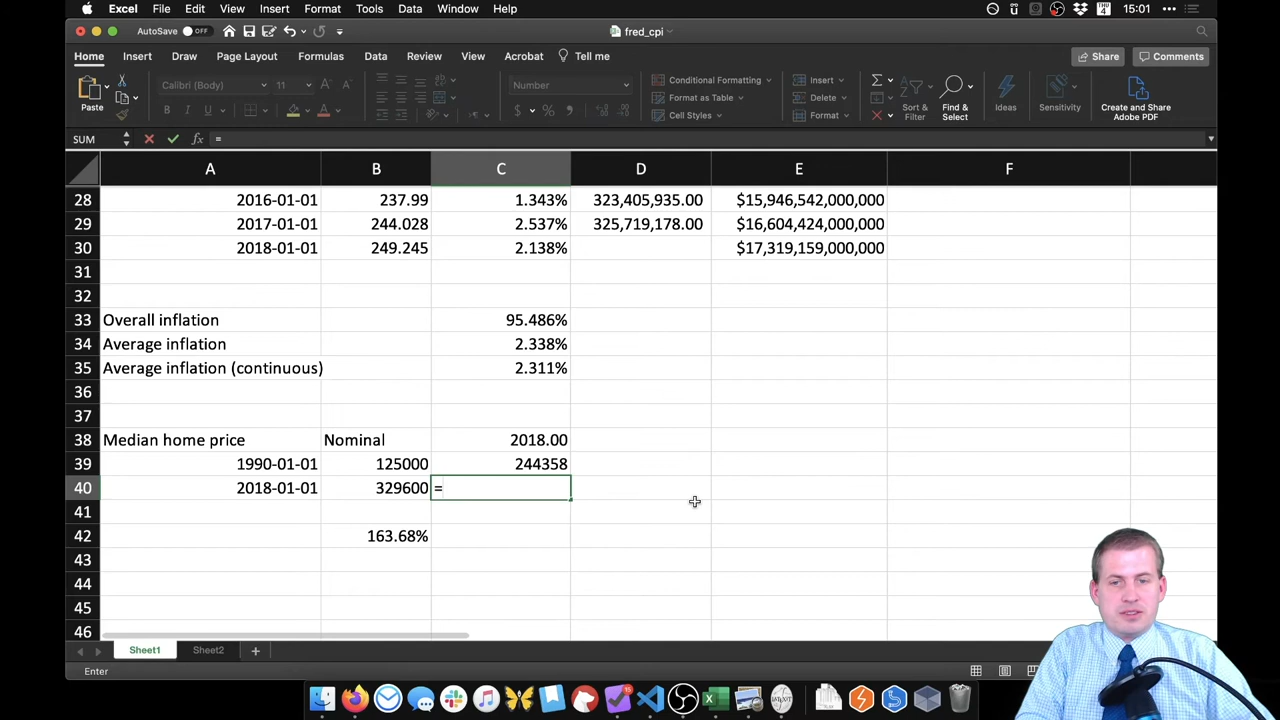 Excel File Edit View Insert Format Tools Data Window Help 4 15:01
AutoSave OFF fred_cpi
Home Insert Draw Page Layout Formulas Data Review View Acrobat Tell me Share Comments
Paste Calibri (Body) 11 Number Conditional Formatting Format as Table Cell Styles Insert Delete Format Sort & Filter Find & Select Ideas Sensitivity Create and Share Adobe PDF
SUM fx =
A B C D E F
28 2016-01-01 237.99 1.343% 323,405,935.00 $15,946,542,000,000
29 2017-01-01 244.028 2.537% 325,719,178.00 $16,604,424,000,000
30 2018-01-01 249.245 2.138% $17,319,159,000,000
31
32
33 Overall inflation 95.486%
34 Average inflation 2.338%
35 Average inflation (continuous) 2.311%
36
37
38 Median home price Nominal 2018.00
39 1990-01-01 125000 244358
40 2018-01-01 329600 =
41
42 163.68%
43
44
45
46
Sheet1 Sheet2 +
Enter